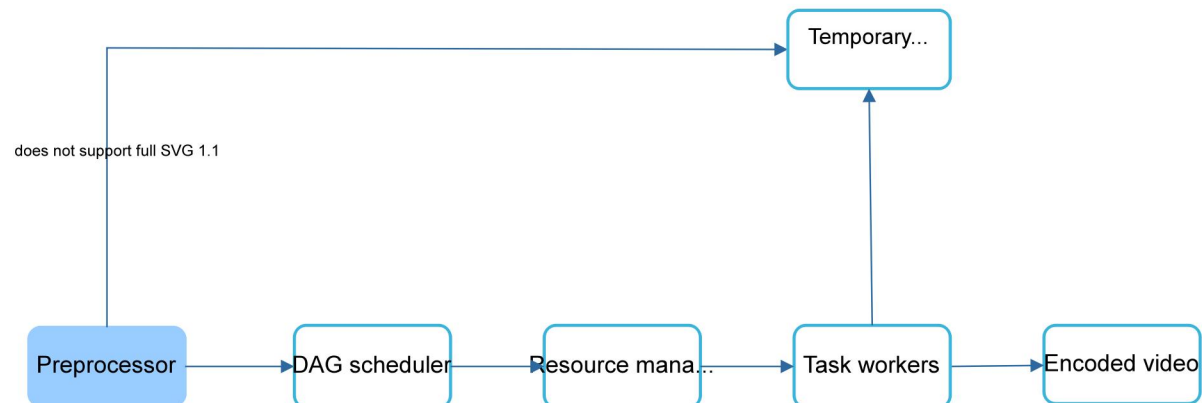 Temporary...
does not support full SVG 1.1
Preprocessor
DAG scheduler
Resource mana...
Task workers
Encoded video